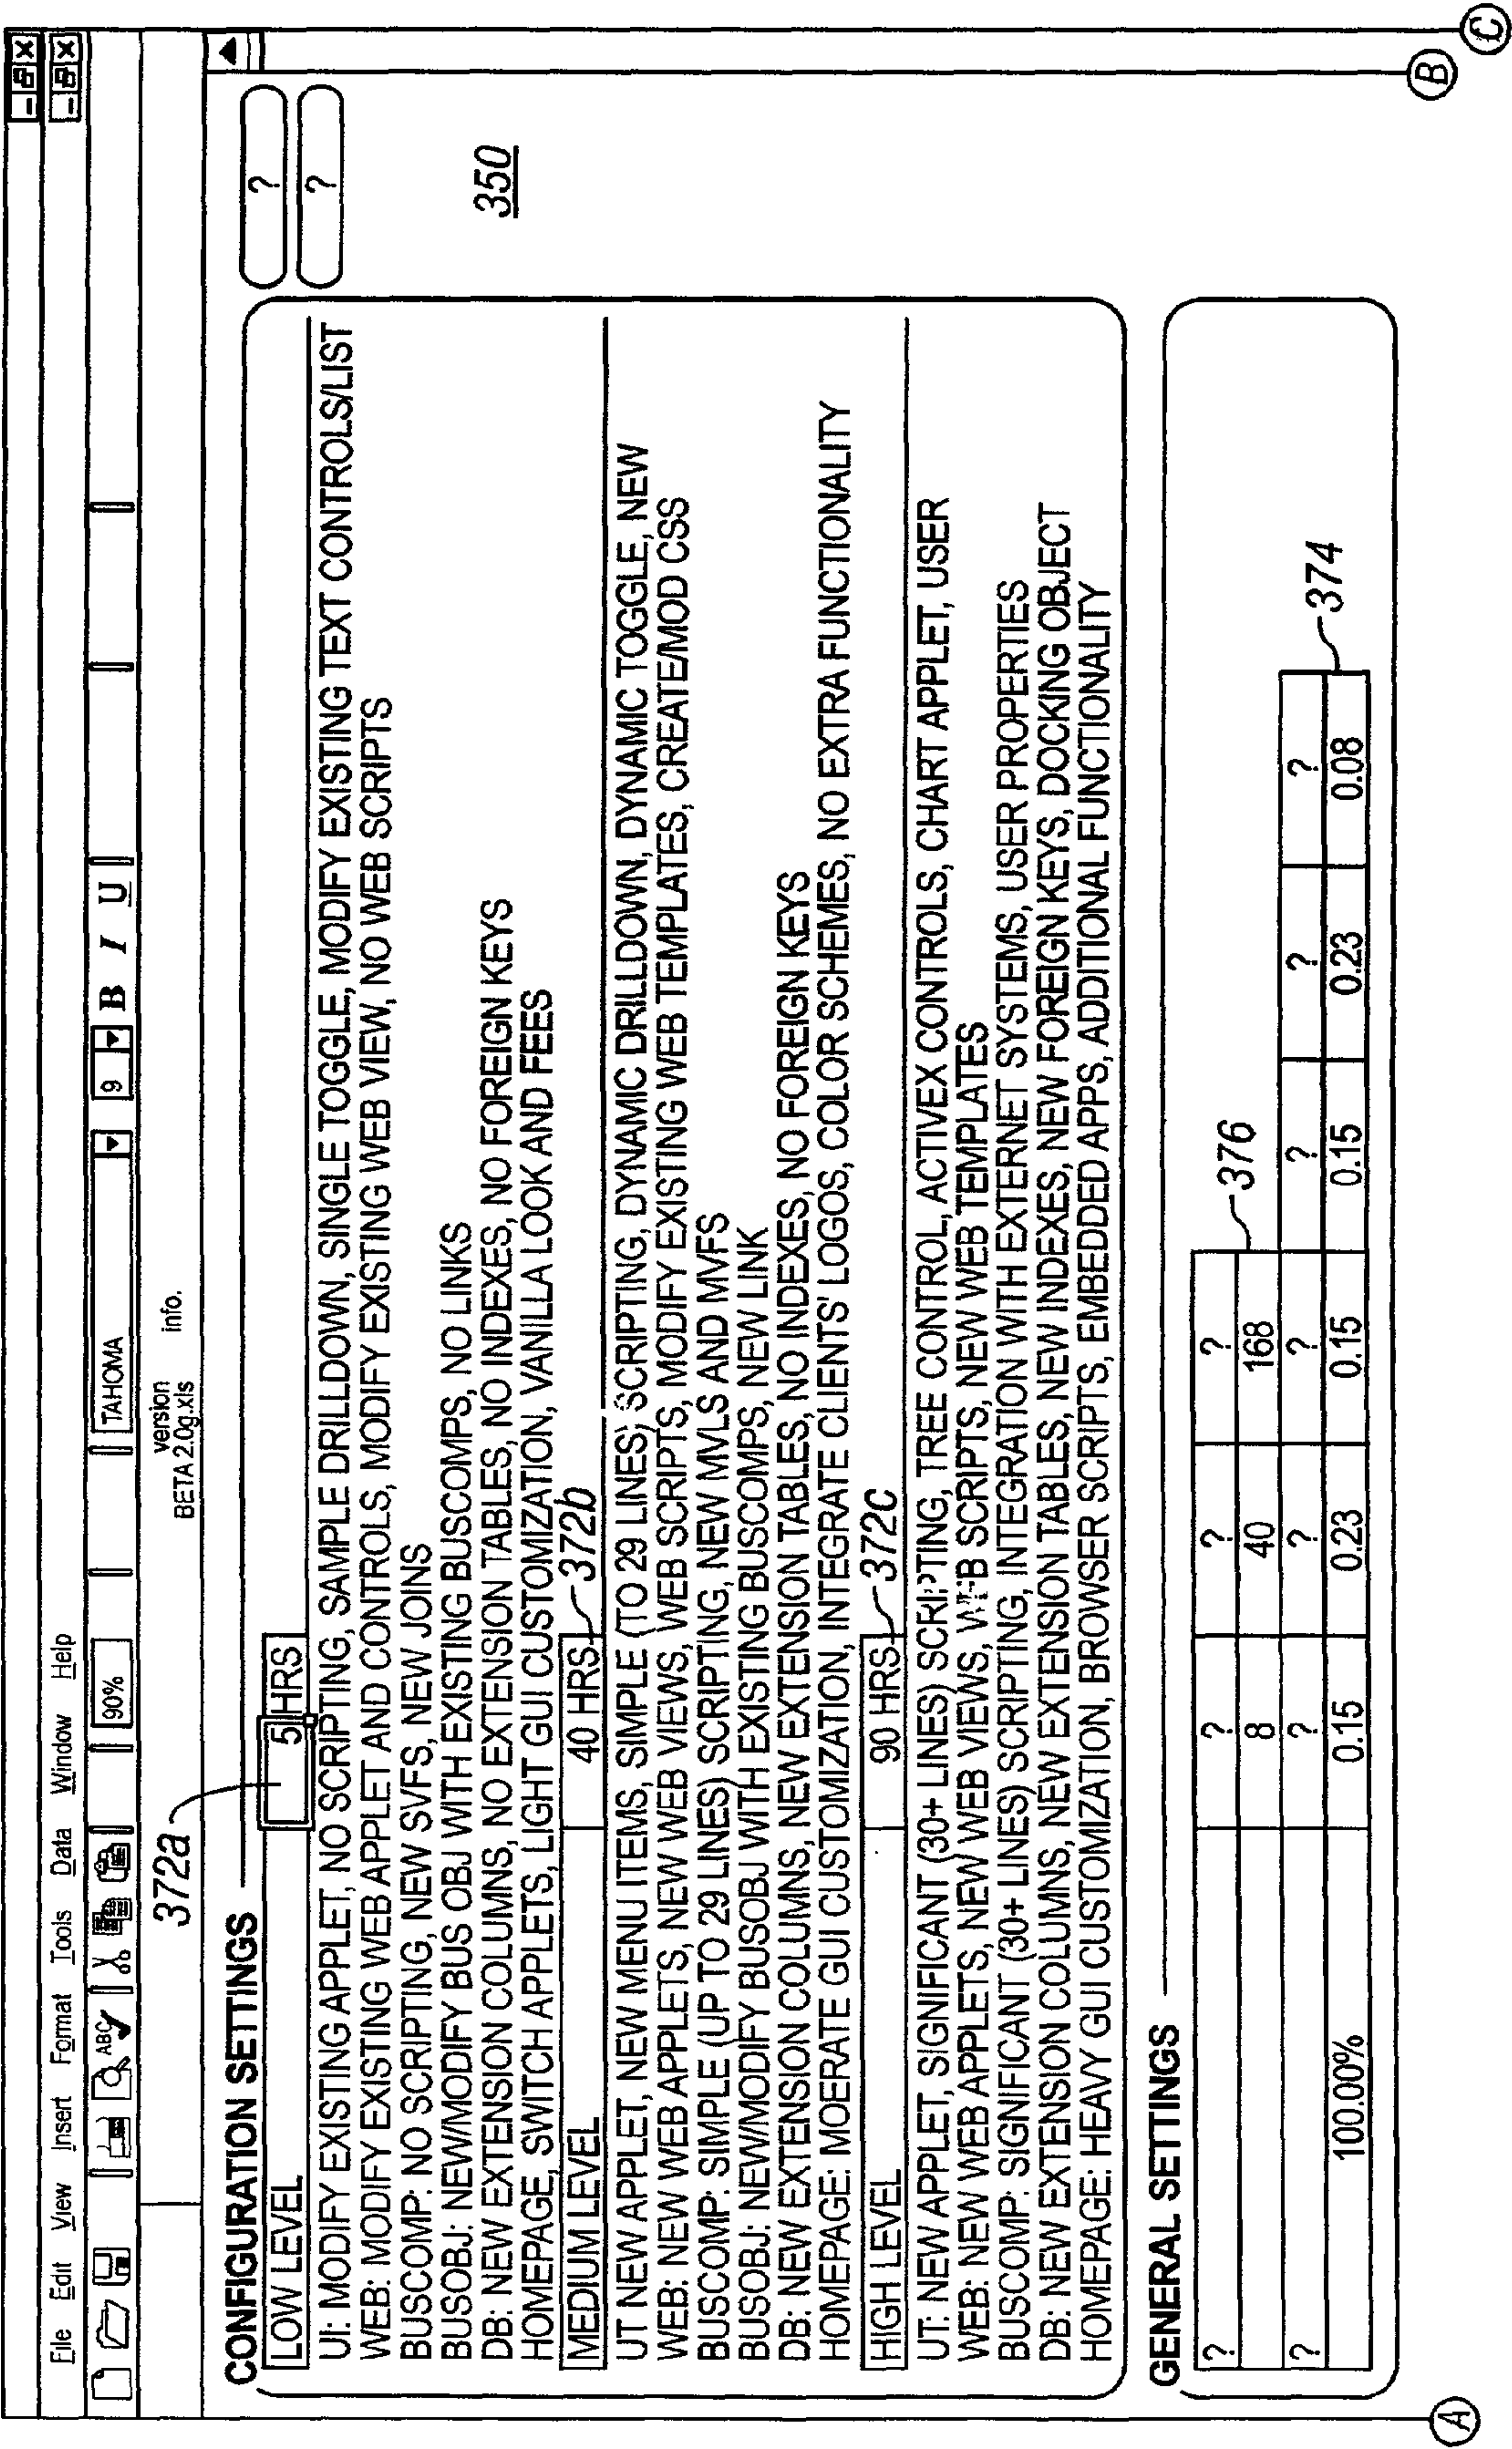 File Edit View Insert Format Tools Data Window Help
ABC 90% TAHOMA 9 B I U
version info.
BETA 2.0g.xls
372a
CONFIGURATION SETTINGS
?
?
350
LOW LEVEL 5 HRS
UI: MODIFY EXISTING APPLET, NO SCRIPTING, SAMPLE DRILLDOWN, SINGLE TOGGLE, MODIFY EXISTING TEXT CONTROLS/LIST
WEB: MODIFY EXISTING WEB APPLET AND CONTROLS, MODIFY EXISTING WEB VIEW, NO WEB SCRIPTS
BUSCOMP: NO SCRIPTING, NEW SVFS, NEW JOINS
BUSOBJ: NEW/MODIFY BUS OBJ WITH EXISTING BUSCOMPS, NO LINKS
DB: NEW EXTENSION COLUMNS, NO EXTENSION TABLES, NO INDEXES, NO FOREIGN KEYS
HOMEPAGE, SWITCH APPLETS, LIGHT GUI CUSTOMIZATION, VANILLA LOOK AND FEES
MEDIUM LEVEL 40 HRS 372b
UT NEW APPLET, NEW MENU ITEMS, SIMPLE (TO 29 LINES) SCRIPTING, DYNAMIC DRILLDOWN, DYNAMIC TOGGLE, NEW
WEB: NEW WEB APPLETS, NEW WEB VIEWS, WEB SCRIPTS, MODIFY EXISTING WEB TEMPLATES, CREATE/MOD CSS
BUSCOMP: SIMPLE (UP TO 29 LINES) SCRIPTING, NEW MVLS AND MVFS
BUSOBJ: NEW/MODIFY BUSOBJ WITH EXISTING BUSCOMPS, NEW LINK
DB: NEW EXTENSION COLUMNS, NEW EXTENSION TABLES, NO INDEXES, NO FOREIGN KEYS
HOMEPAGE: MOERATE GUI CUSTOMIZATION, INTEGRATE CLIENTS' LOGOS, COLOR SCHEMES, NO EXTRA FUNCTIONALITY
HIGH LEVEL 90 HRS 372c
UT: NEW APPLET, SIGNIFICANT (30+ LINES) SCRIPTING, TREE CONTROL, ACTIVEX CONTROLS, CHART APPLET, USER
WEB: NEW WEB APPLETS, NEW WEB VIEWS, WEB SCRIPTS, NEW WEB TEMPLATES
BUSCOMP: SIGNIFICANT (30+ LINES) SCRIPTING, INTEGRATION WITH EXTERNET SYSTEMS, USER PROPERTIES
DB: NEW EXTENSION COLUMNS, NEW EXTENSION TABLES, NEW INDEXES, NEW FOREIGN KEYS, DOCKING OBJECT
HOMEPAGE: HEAVY GUI CUSTOMIZATION, BROWSER SCRIPTS, EMBEDDED APPS, ADDITIONAL FUNCTIONALITY
GENERAL SETTINGS
? ? ? ? 376
8 40 168
? ? ? ? ? ? ?
100.00% 0.15 0.23 0.15 0.15 0.23 0.08 374
A B C